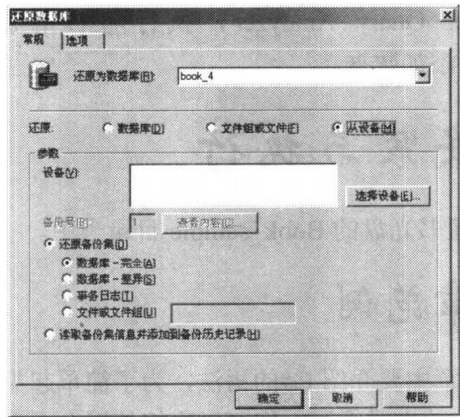 还原数据库
常规 选项
还原为数据库(R): book_4
还原: 数据库(D) 文件组或文件(F) 从设备(M)
参数
设备(V):
选择设备(E)...
备份号(P): 1 查看内容(C)...
还原备份集(O)
数据库 - 完全(A)
数据库 - 差异(S)
事务日志(T)
文件或文件组(U)
读取备份集信息并添加到备份历史记录(H)
确定 取消 帮助